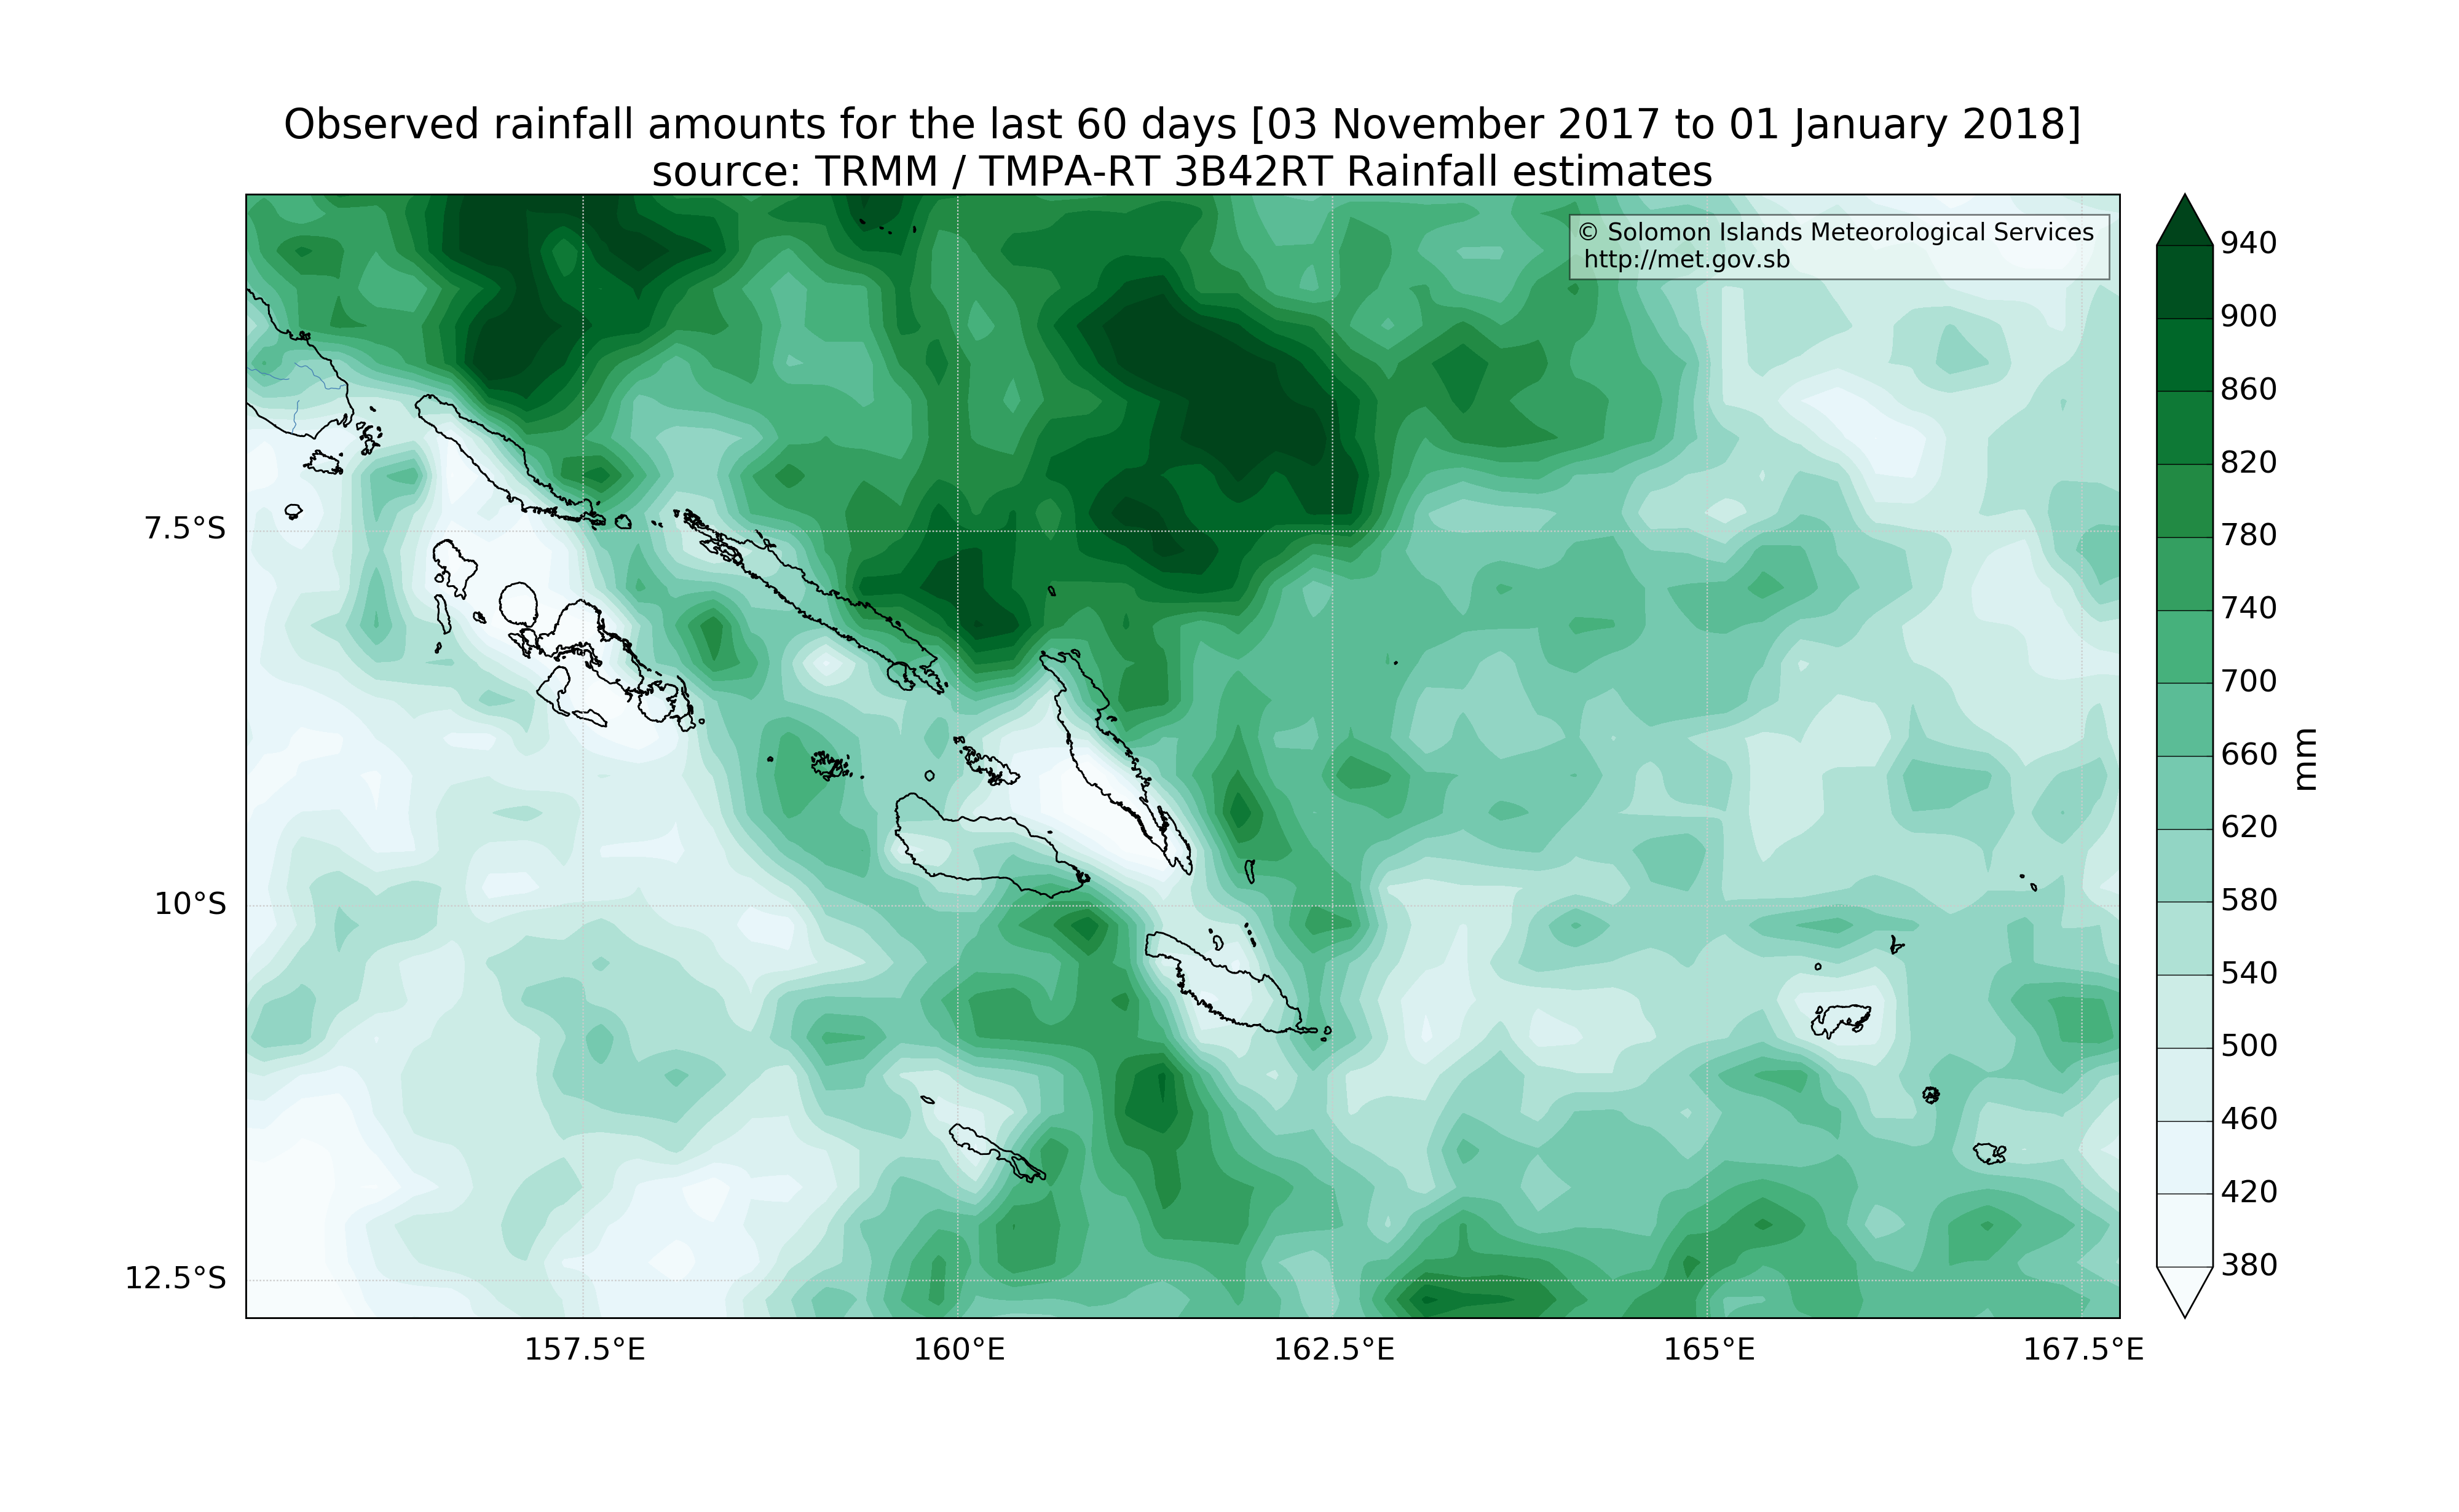 Observed rainfall amounts for the last 60 days [03 November 2017 to 01 January 2018]
source: TRMM / TMPA-RT 3B42RT Rainfall estimates
© Solomon Islands Meteorological Services
http://met.gov.sb
7.5°S
10°S
12.5°S
157.5°E
160°E
162.5°E
165°E
167.5°E
940
900
860
820
780
740
700
660
620
580
540
500
460
420
380
mm